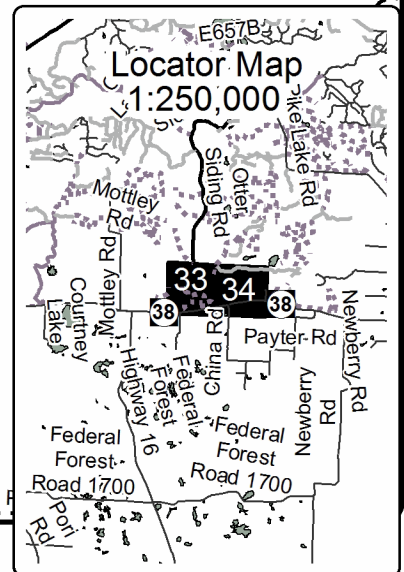 E657B
Locator Map
1:250,000
Pike Lake Rd
Siding Rd
Otter
Mottley
Rd
33
34
38
38
Mottley Rd
Courtney
Lake
China Rd
Payter-Rd
Newberry Rd
Highway 16
Federal
Forest
Newberry
Rd
Federal
Forest
Road 1700
Federal
Forest
Road 1700
Pori
Rd